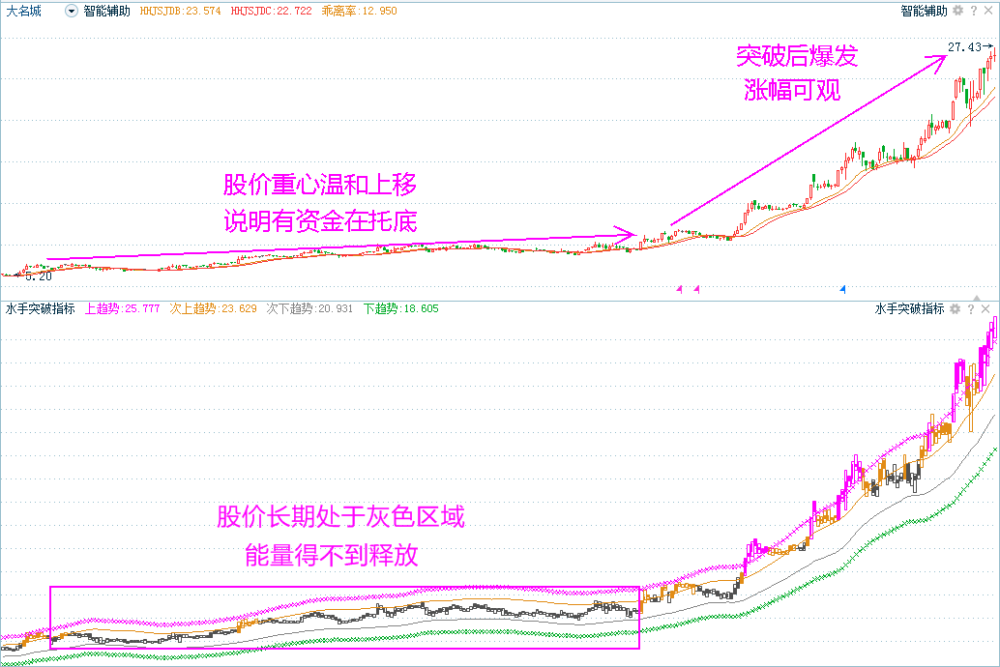 大名城 智能辅助 HHJSJDB:23.574 HHJSJDC:22.722 乖离率:12.950 智能辅助 ? ×
27.43→
突破后爆发
涨幅可观
股价重心温和上移
说明有资金在托底
←5.20
水手突破指标 上趋势:25.777 次上趋势:23.629 次下趋势:20.931 下趋势:18.605 水手突破指标 ? ×
股价长期处于灰色区域
能量得不到释放